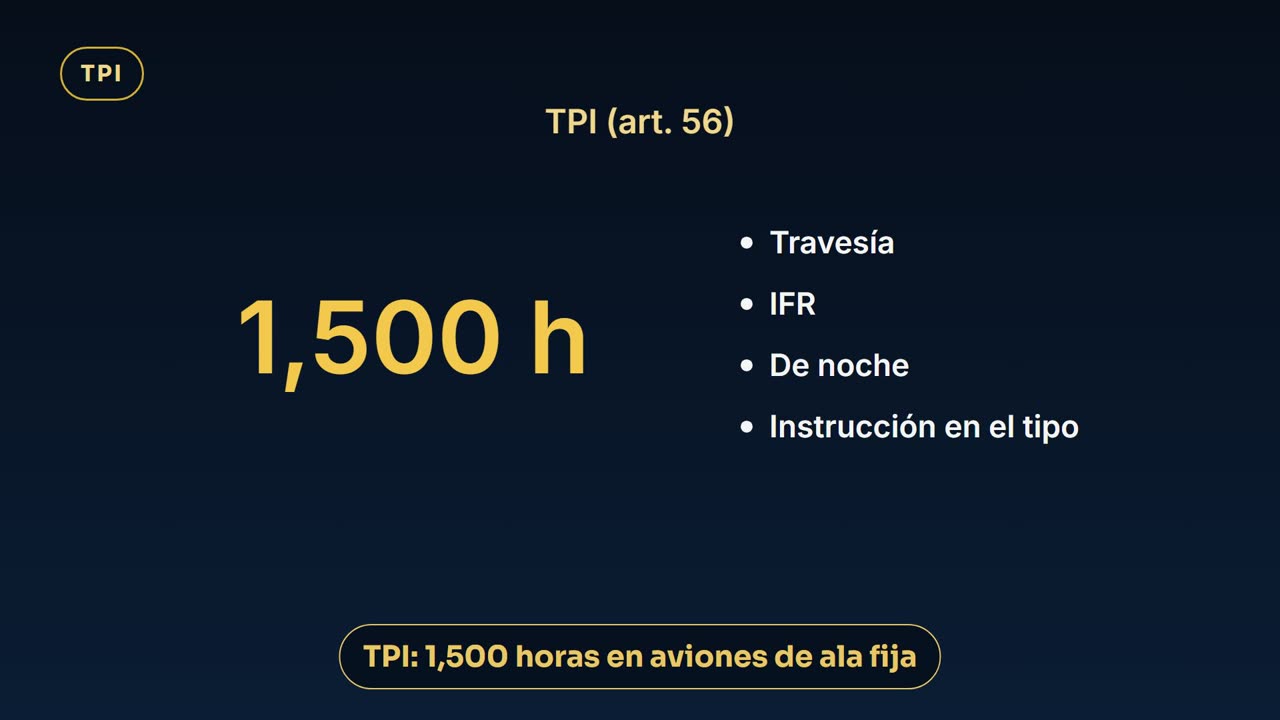 TPI
TPI (art. 56)
1,500 h
• Travesía
• IFR
• De noche
• Instrucción en el tipo
TPI: 1,500 horas en aviones de ala fija